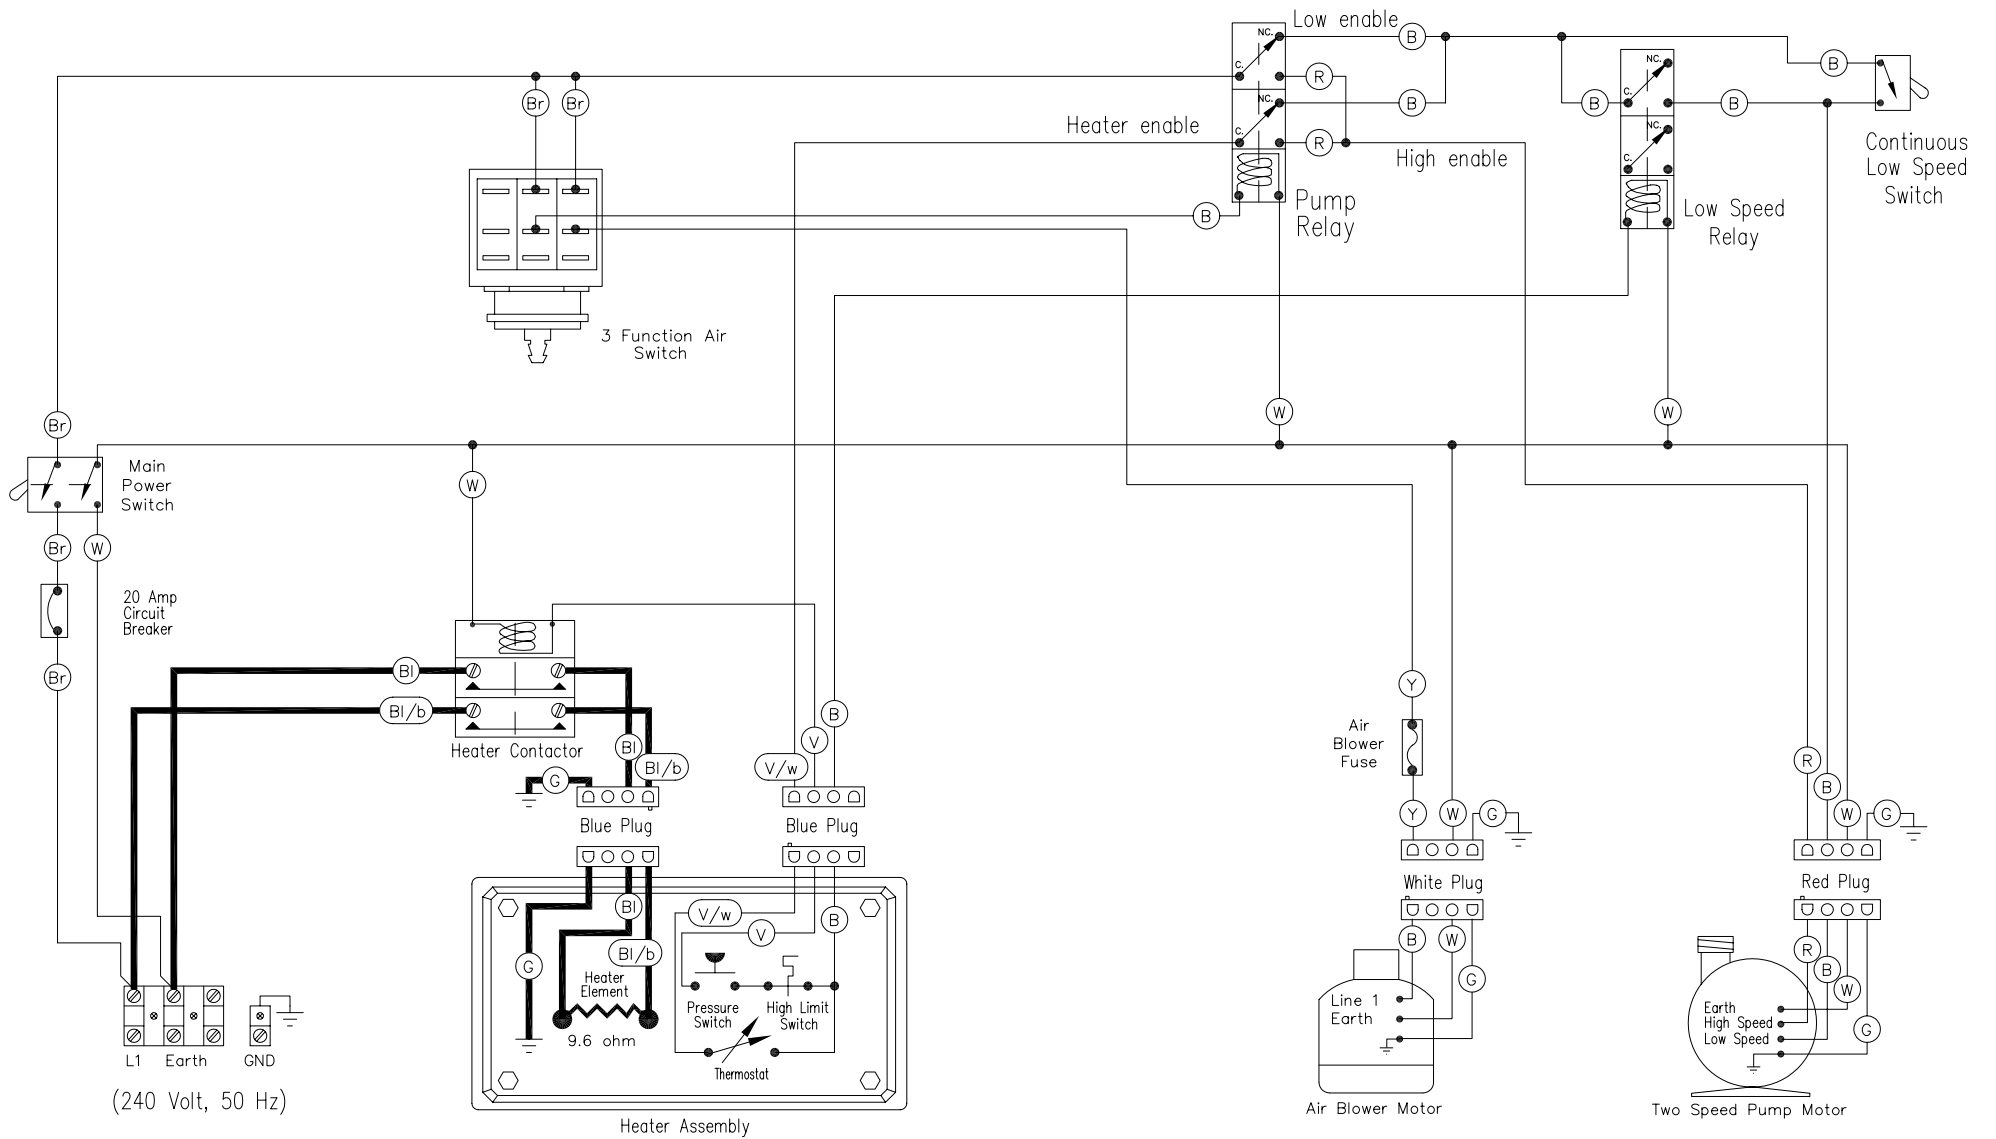 Low enable
B
NC.
C.
R
B
B
NC.
C.
B
B
Continuous
Low Speed
Switch
Br
Br
NC.
C.
B
Heater enable
R
High enable
NC.
C.
Pump
Relay
B
Low Speed
Relay
3 Function Air
Switch
Br
W
W
Main
Power
Switch
W
Br
W
20 Amp
Circuit
Breaker
Br
Bl
Bl/b
Heater Contactor
Bl
Bl/b
G
V/w
V
B
Y
Air
Blower
Fuse
Y
W
G
R
B
W
G
Blue Plug
Blue Plug
White Plug
Red Plug
Bl
Bl/b
G
V/w
V
B
Heater
Element
9.6 ohm
Pressure
Switch
High Limit
Switch
Thermostat
Heater Assembly
L1
Earth
GND
(240 Volt, 50 Hz)
B
W
G
Line 1
Earth
Air Blower Motor
R
B
W
G
Earth
High Speed
Low Speed
Two Speed Pump Motor